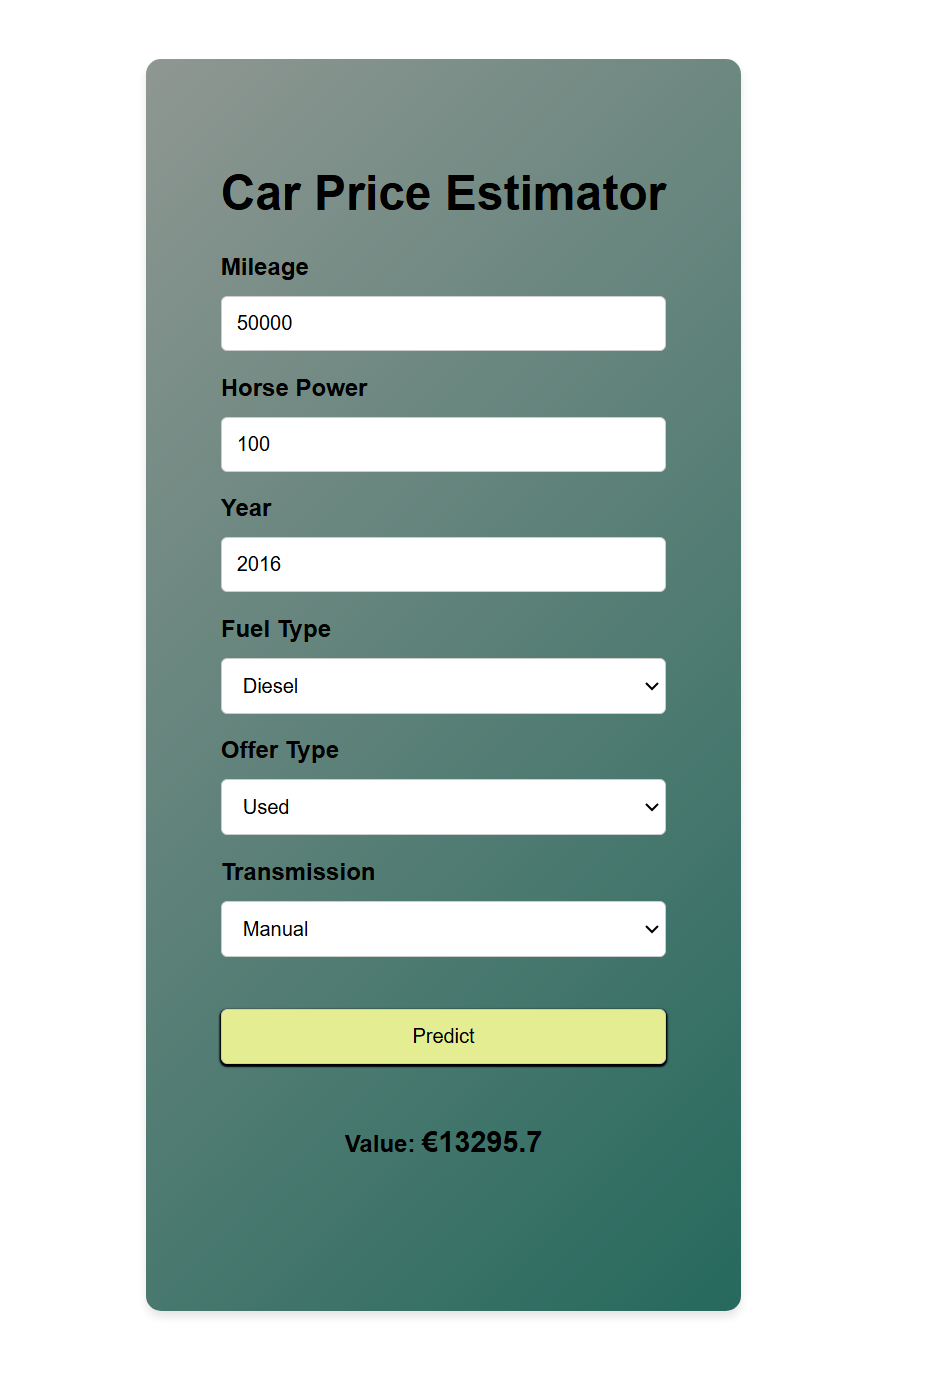 Car Price Estimator
Mileage
50000
Horse Power
100
Year
2016
Fuel Type
Diesel
Offer Type
Used
Transmission
Manual
Predict
Value: €13295.7